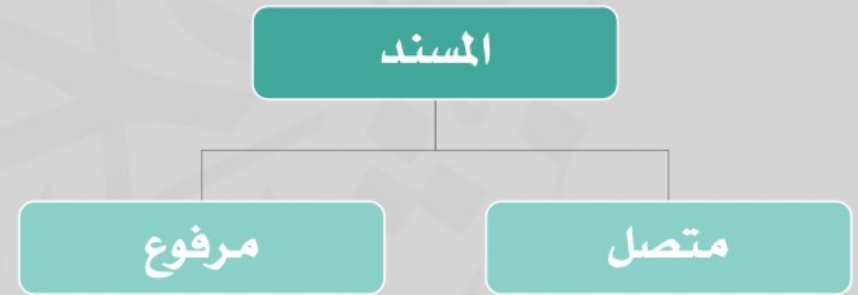 المسند
متصل
مرفوع